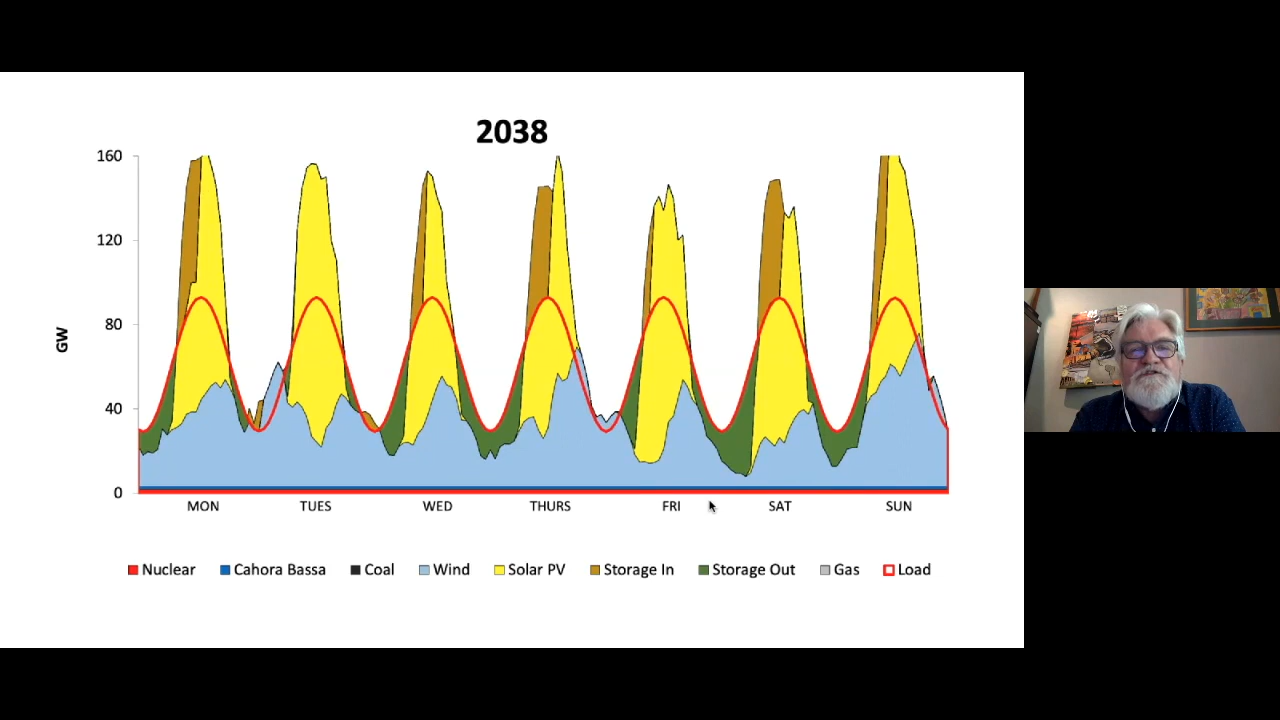 2038
160
120
80
40
0
GW
MON TUES WED THURS FRI SAT SUN
Nuclear Cahora Bassa Coal Wind Solar PV Storage In Storage Out Gas Load